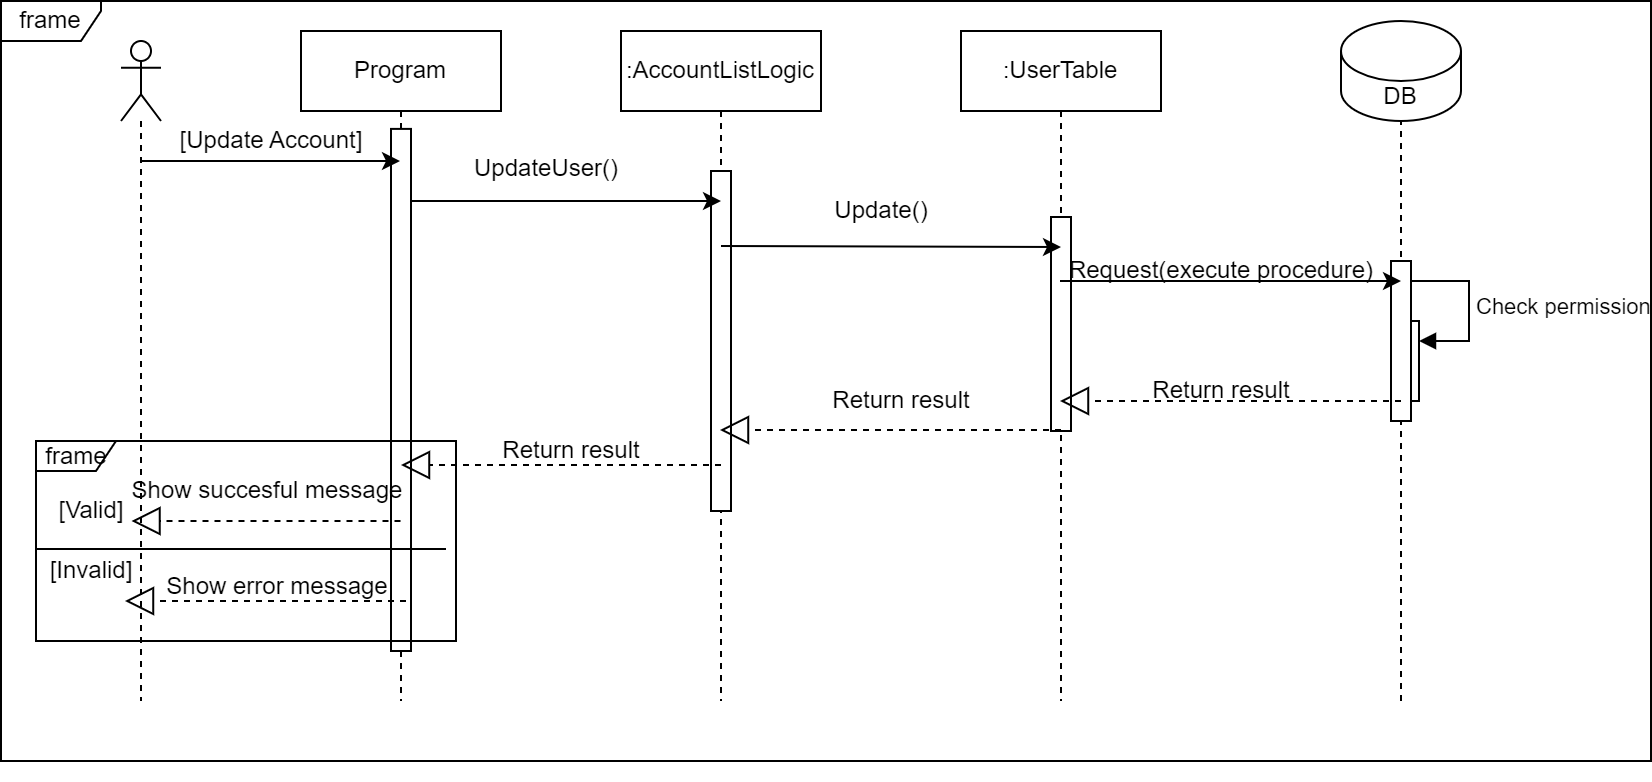 frame
Program
:AccountListLogic
:UserTable
DB
[Update Account]
UpdateUser()
Update()
Request(execute procedure)
Check permission
Return result
Return result
Return result
frame
Show succesful message
[Valid]
[Invalid]
Show error message